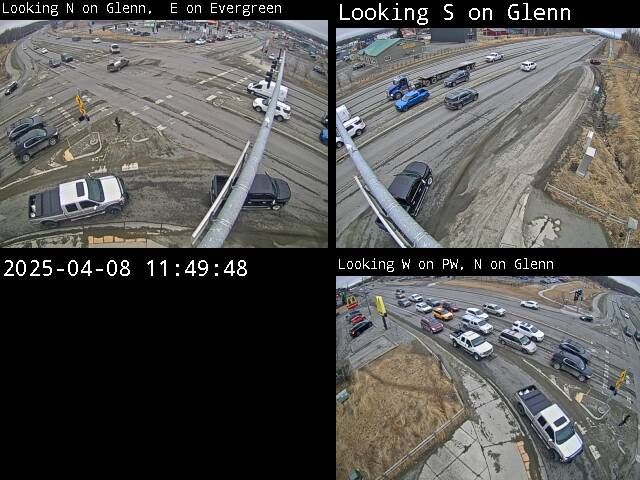 Looking N on Glenn,  E on Evergreen
Looking S on Glenn
2025-04-08 11:49:48
Looking W on PW, N on Glenn